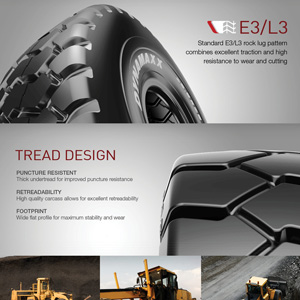 E3/L3
Standard E3/L3 rock lug pattern
combines excellent traction and high
resistance to wear and cutting
TREAD DESIGN
PUNCTURE RESISTENT
Thick undertread for improved puncture resistance
RETREADABILITY
High quality carcass allows for excellent retreadability
FOOTPRINT
Wide flat profile for maximum stability and wear